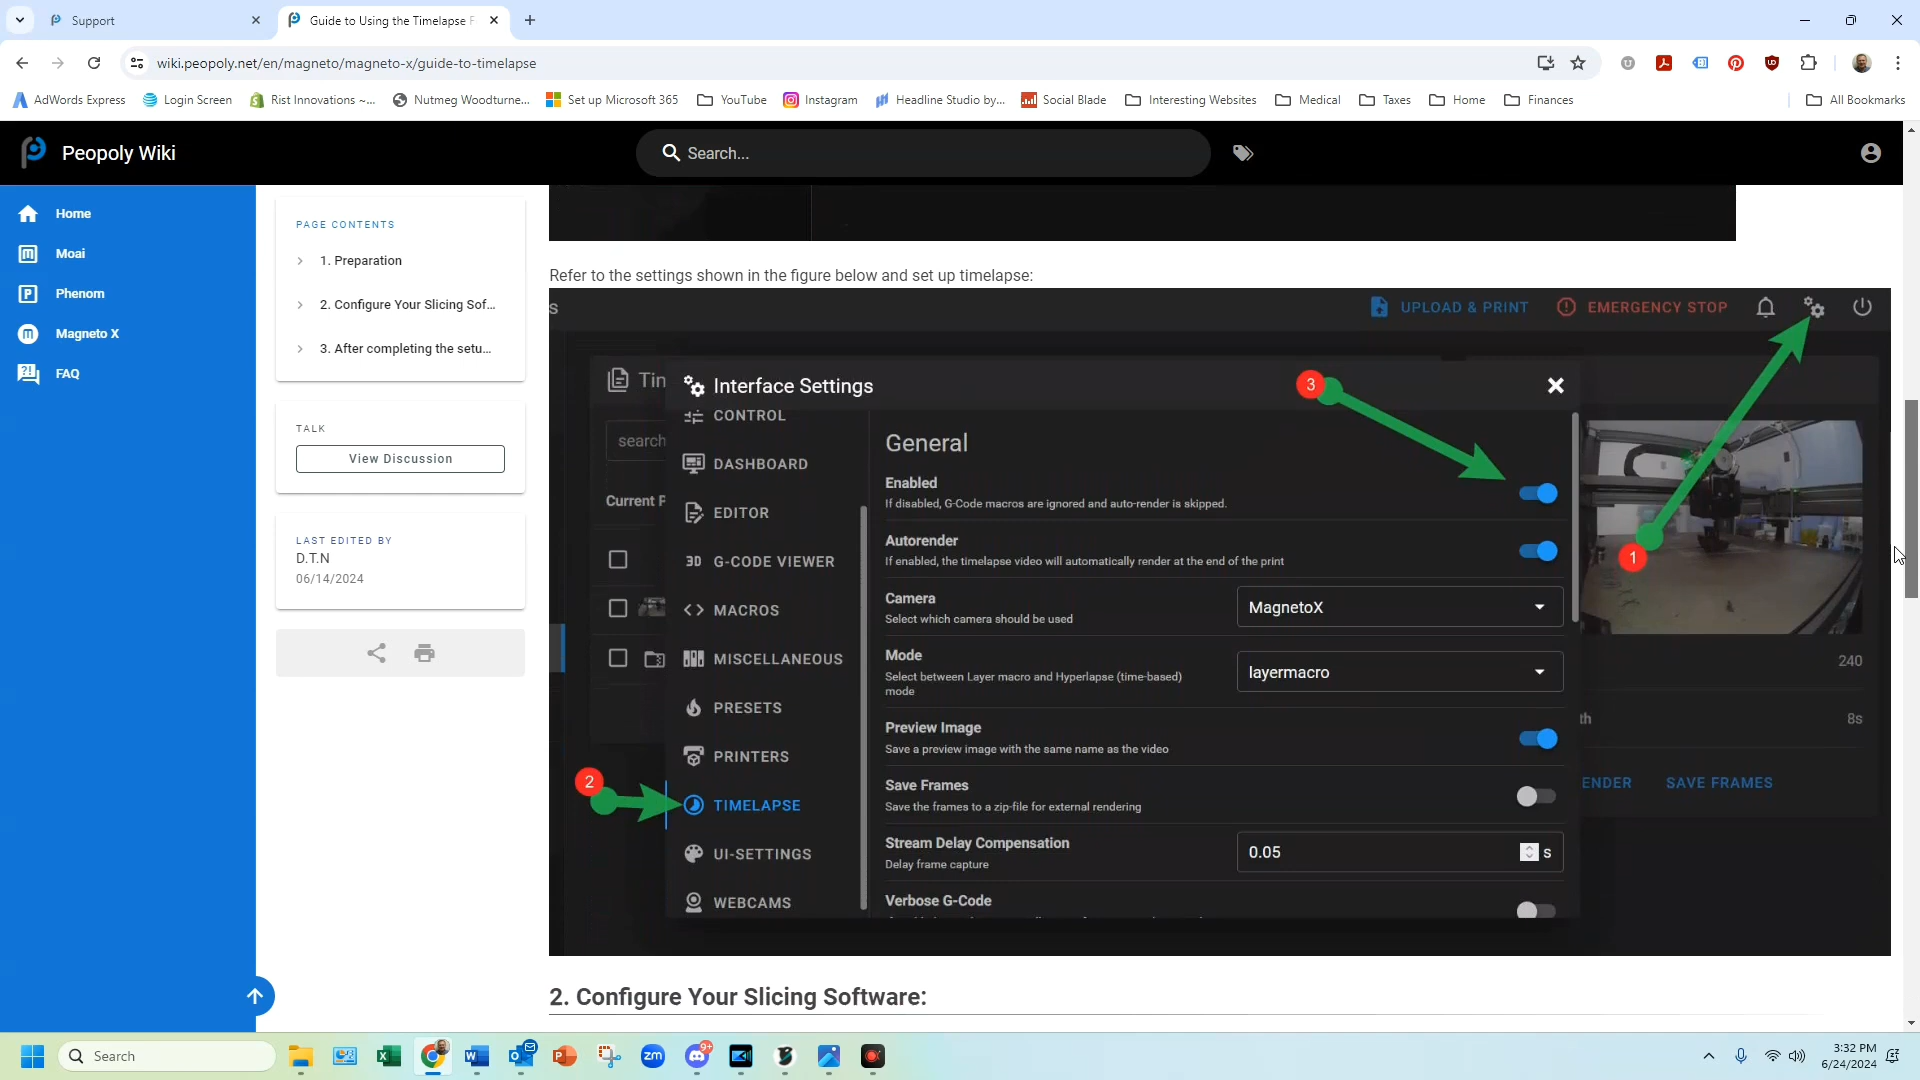 Support
Guide to Using the Timelapse F
wiki.peopoly.net/en/magneto/magneto-x/guide-to-timelapse
AdWords Express
Login Screen
Rist Innovations ~...
Nutmeg Woodturne...
Set up Microsoft 365
YouTube
Instagram
Headline Studio by...
Social Blade
Interesting Websites
Medical
Taxes
Home
Finances
All Bookmarks
Peopoly Wiki
Search...
Home
Moai
Phenom
Magneto X
FAQ
PAGE CONTENTS
1. Preparation
2. Configure Your Slicing Sof...
3. After completing the setu...
TALK
View Discussion
LAST EDITED BY
D.T.N
06/14/2024
Refer to the settings shown in the figure below and set up timelapse:
s
UPLOAD & PRINT
EMERGENCY STOP
Tin
search
Current P
Interface Settings
CONTROL
DASHBOARD
EDITOR
3D G-CODE VIEWER
MACROS
MISCELLANEOUS
PRESETS
PRINTERS
TIMELAPSE
UI-SETTINGS
WEBCAMS
General
Enabled
If disabled, G-Code macros are ignored and auto-render is skipped.
Autorender
If enabled, the timelapse video will automatically render at the end of the print
Camera
Select which camera should be used
MagnetoX
Mode
Select between Layer macro and Hyperlapse (time-based)
mode
layermacro
Preview Image
Save a preview image with the same name as the video
Save Frames
Save the frames to a zip-file for external rendering
Stream Delay Compensation
Delay frame capture
0.05
s
Verbose G-Code
1
2
3
240
th
8s
ENDER
SAVE FRAMES
2. Configure Your Slicing Software:
Search
9+
3:32 PM
6/24/2024